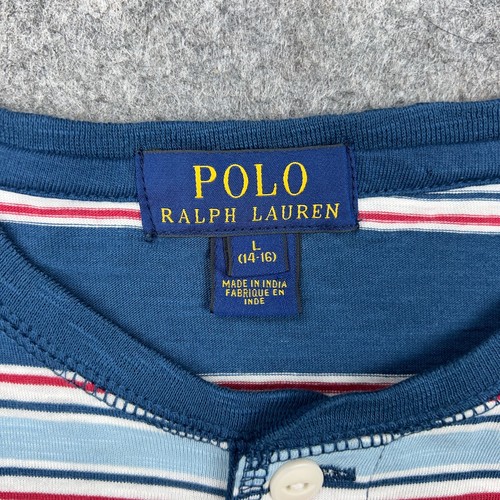 POLO
RALPH LAUREN
L
(14-16)
MADE IN INDIA
FABRIQUE EN
INDE